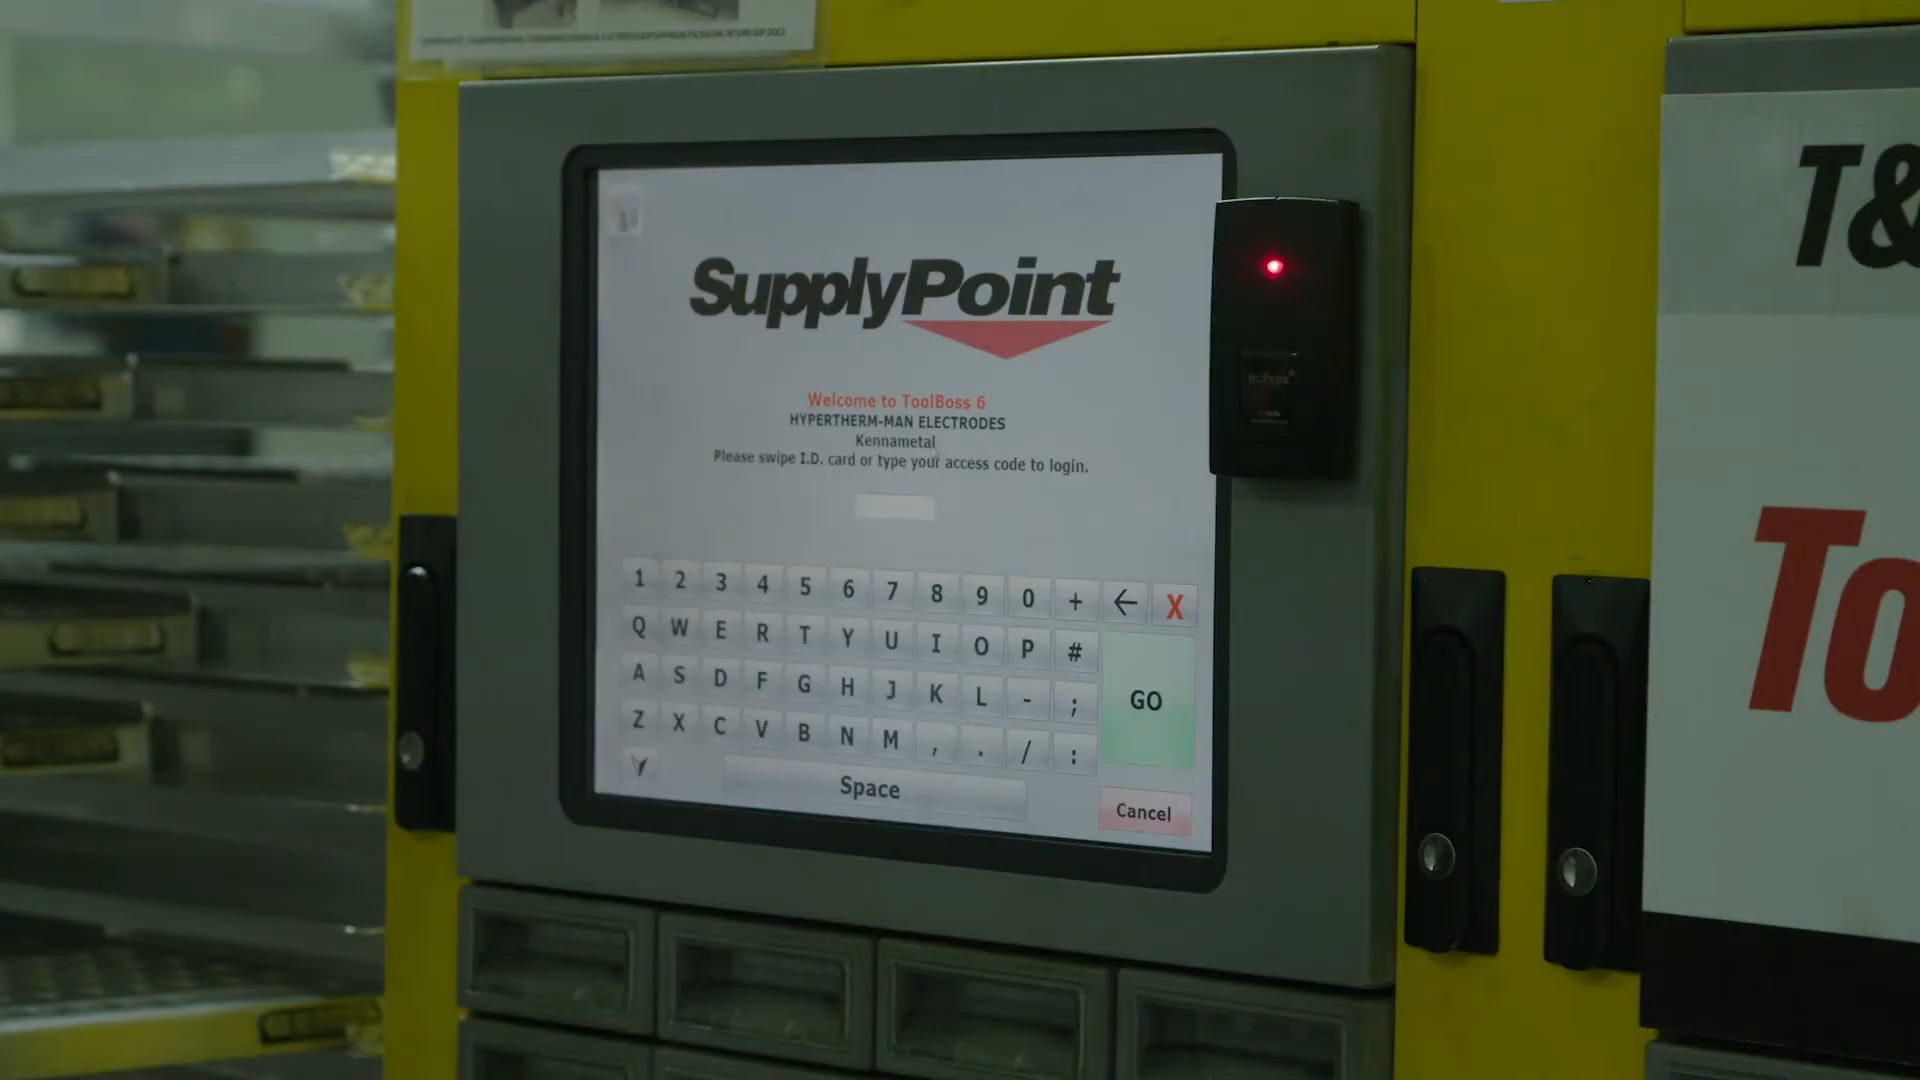 SupplyPoint
Welcome to ToolBoss 6
HYPERTHERM-MAN ELECTRODES
Kennametal
Please swipe I.D. card or type your access code to login.
1 2 3 4 5 6 7 8 9 0 + ← X
Q W E R T Y U I O P #
A S D F G H J K L - ;
GO
Z X C V B N M , . / :
Space
Cancel
T&
To